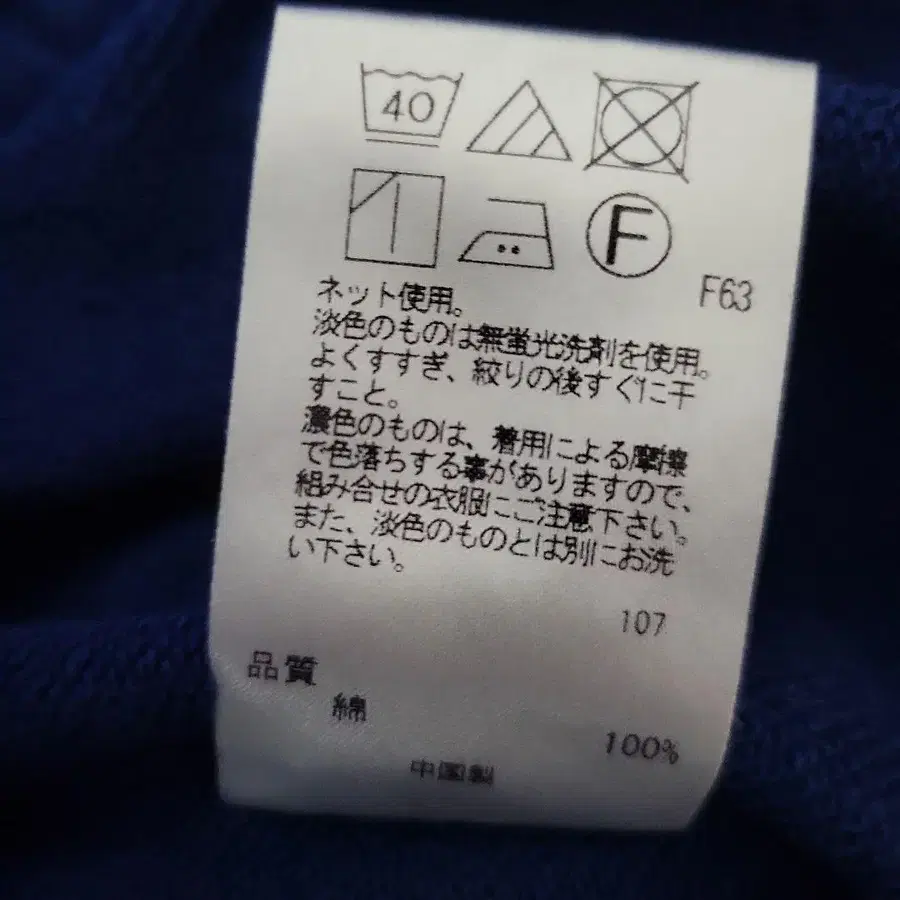 40
F
F63
ネット使用。
淡色のものは無蛍光洗剤を使用。
よくすすぎ、絞りの後すぐに干
すこと。
濃色のものは、着用による摩擦
で色落ちする事がありますので、
組み合せの衣服にご注意下さい。
また、淡色のものとは別にお洗
い下さい。
107
品質
綿 100%
中国製